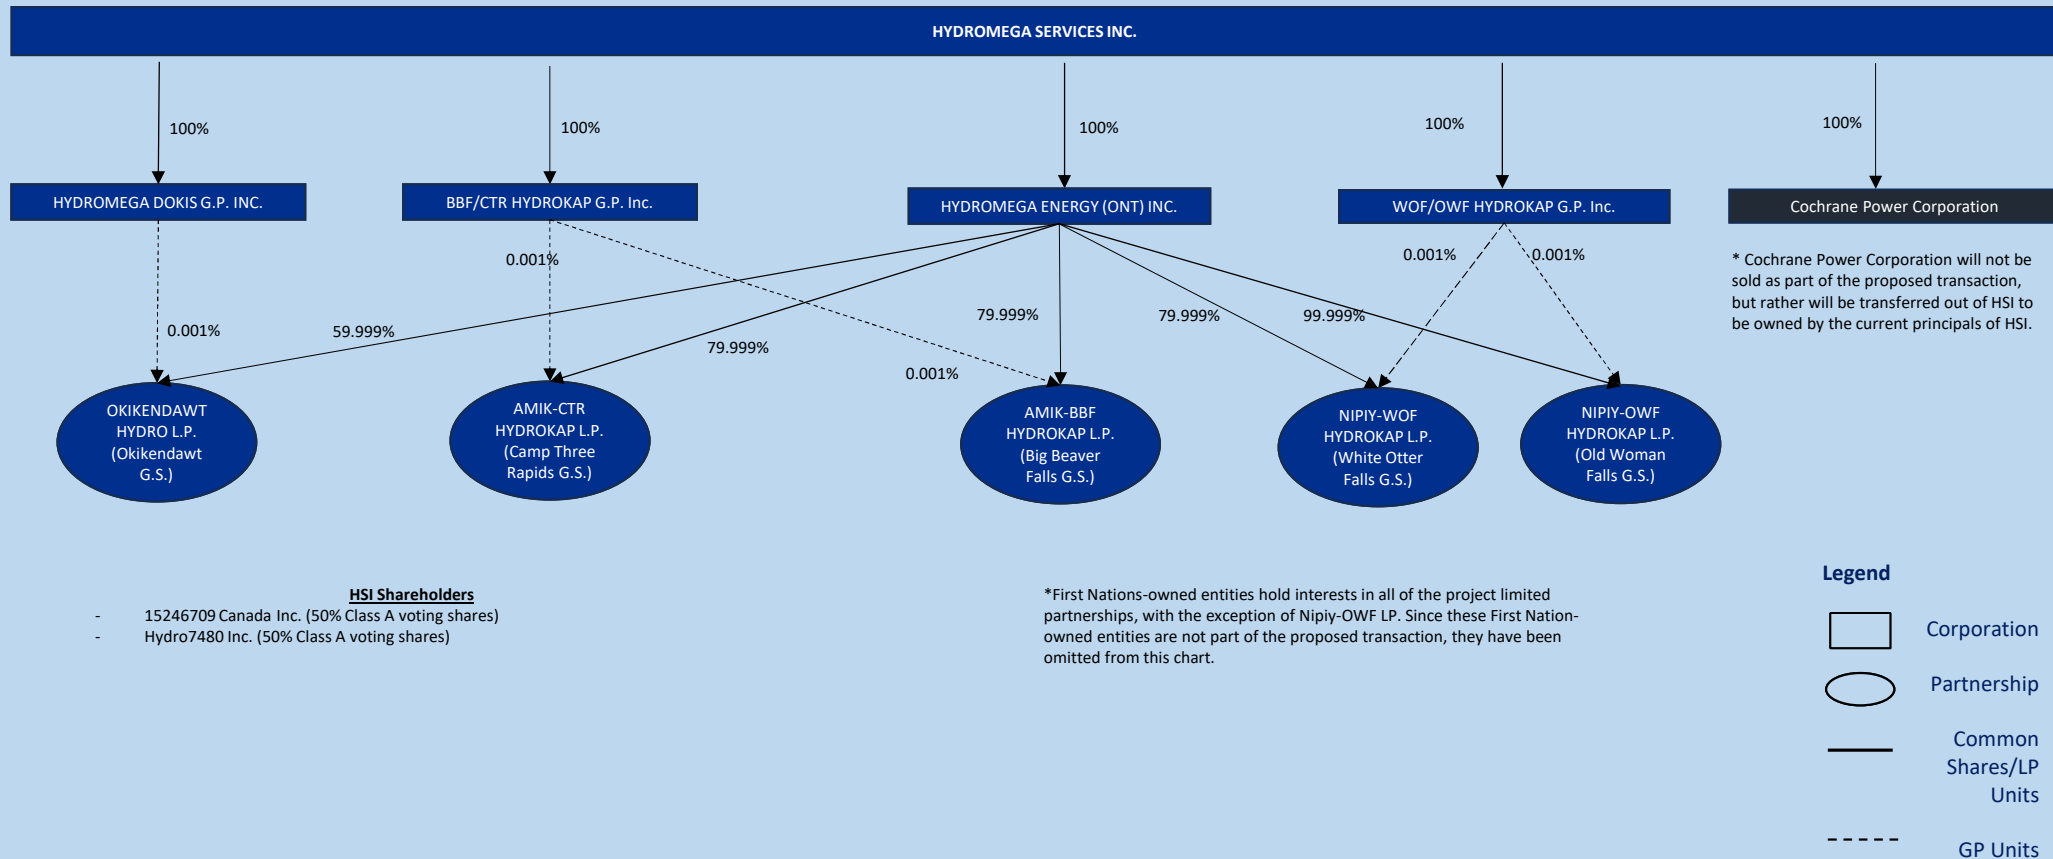 HYDROMEGA SERVICES INC.
100%
100%
100%
100%
100%
HYDROMEGA DOKIS G.P. INC.
BBF/CTR HYDROKAP G.P. Inc.
HYDROMEGA ENERGY (ONT) INC.
WOF/OWF HYDROKAP G.P. Inc.
Cochrane Power Corporation
* Cochrane Power Corporation will not be
sold as part of the proposed transaction,
but rather will be transferred out of HSI to
be owned by the current principals of HSI.
0.001%
0.001%
0.001%
0.001%
59.999%
79.999%
79.999%
79.999%
99.999%
0.001%
OKIKENDAWT
HYDRO L.P.
(Okikendawt
G.S.)
AMIK-CTR
HYDROKAP L.P.
(Camp Three
Rapids G.S.)
AMIK-BBF
HYDROKAP L.P.
(Big Beaver
Falls G.S.)
NIPIY-WOF
HYDROKAP L.P.
(White Otter
Falls G.S.)
NIPIY-OWF
HYDROKAP L.P.
(Old Woman
Falls G.S.)
HSI Shareholders
- 15246709 Canada Inc. (50% Class A voting shares)
- Hydro7480 Inc. (50% Class A voting shares)
*First Nations-owned entities hold interests in all of the project limited
partnerships, with the exception of Nipiy-OWF LP. Since these First Nation-
owned entities are not part of the proposed transaction, they have been
omitted from this chart.
Legend
Corporation
Partnership
Common
Shares/LP
Units
GP Units